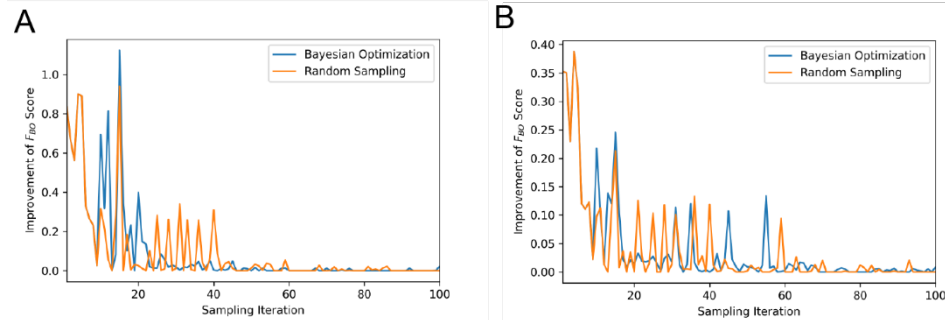 A
Improvement of F_BO Score
1.0
0.8
0.6
0.4
0.2
0.0
Bayesian Optimization
Random Sampling
20
40
60
80
100
Sampling Iteration
B
Improvement of F_BO Score
0.40
0.35
0.30
0.25
0.20
0.15
0.10
0.05
0.00
Bayesian Optimization
Random Sampling
20
40
60
80
100
Sampling Iteration